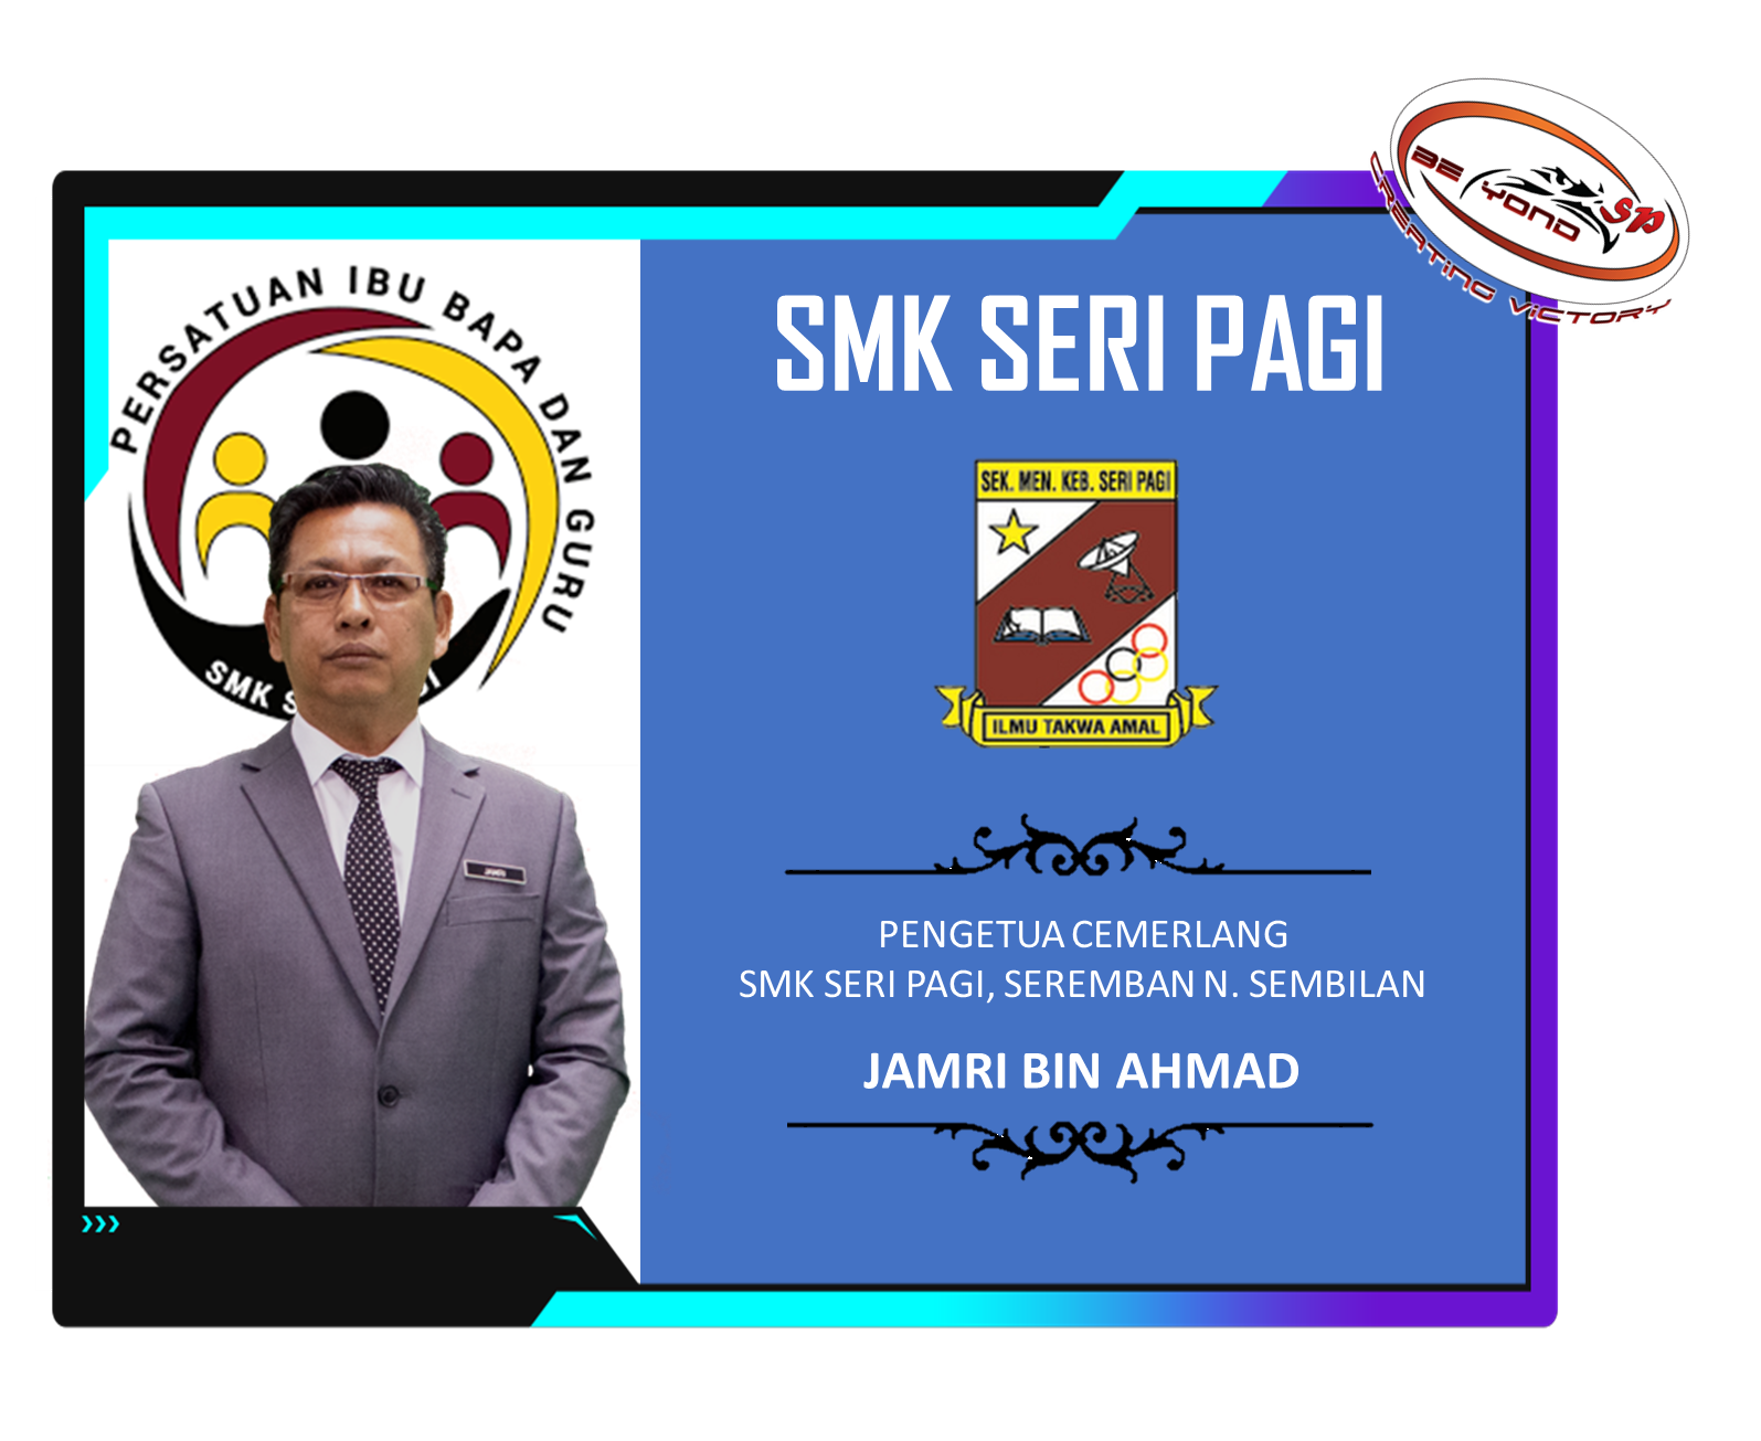 BE YOND sp
CREATING VICTORY
PERSATUAN IBU BAPA DAN GURU
SMK
SMK SERI PAGI
SEK. MEN. KEB. SERI PAGI
ILMU TAKWA AMAL
JAMRI
PENGETUA CEMERLANG
SMK SERI PAGI, SEREMBAN N. SEMBILAN
JAMRI BIN AHMAD